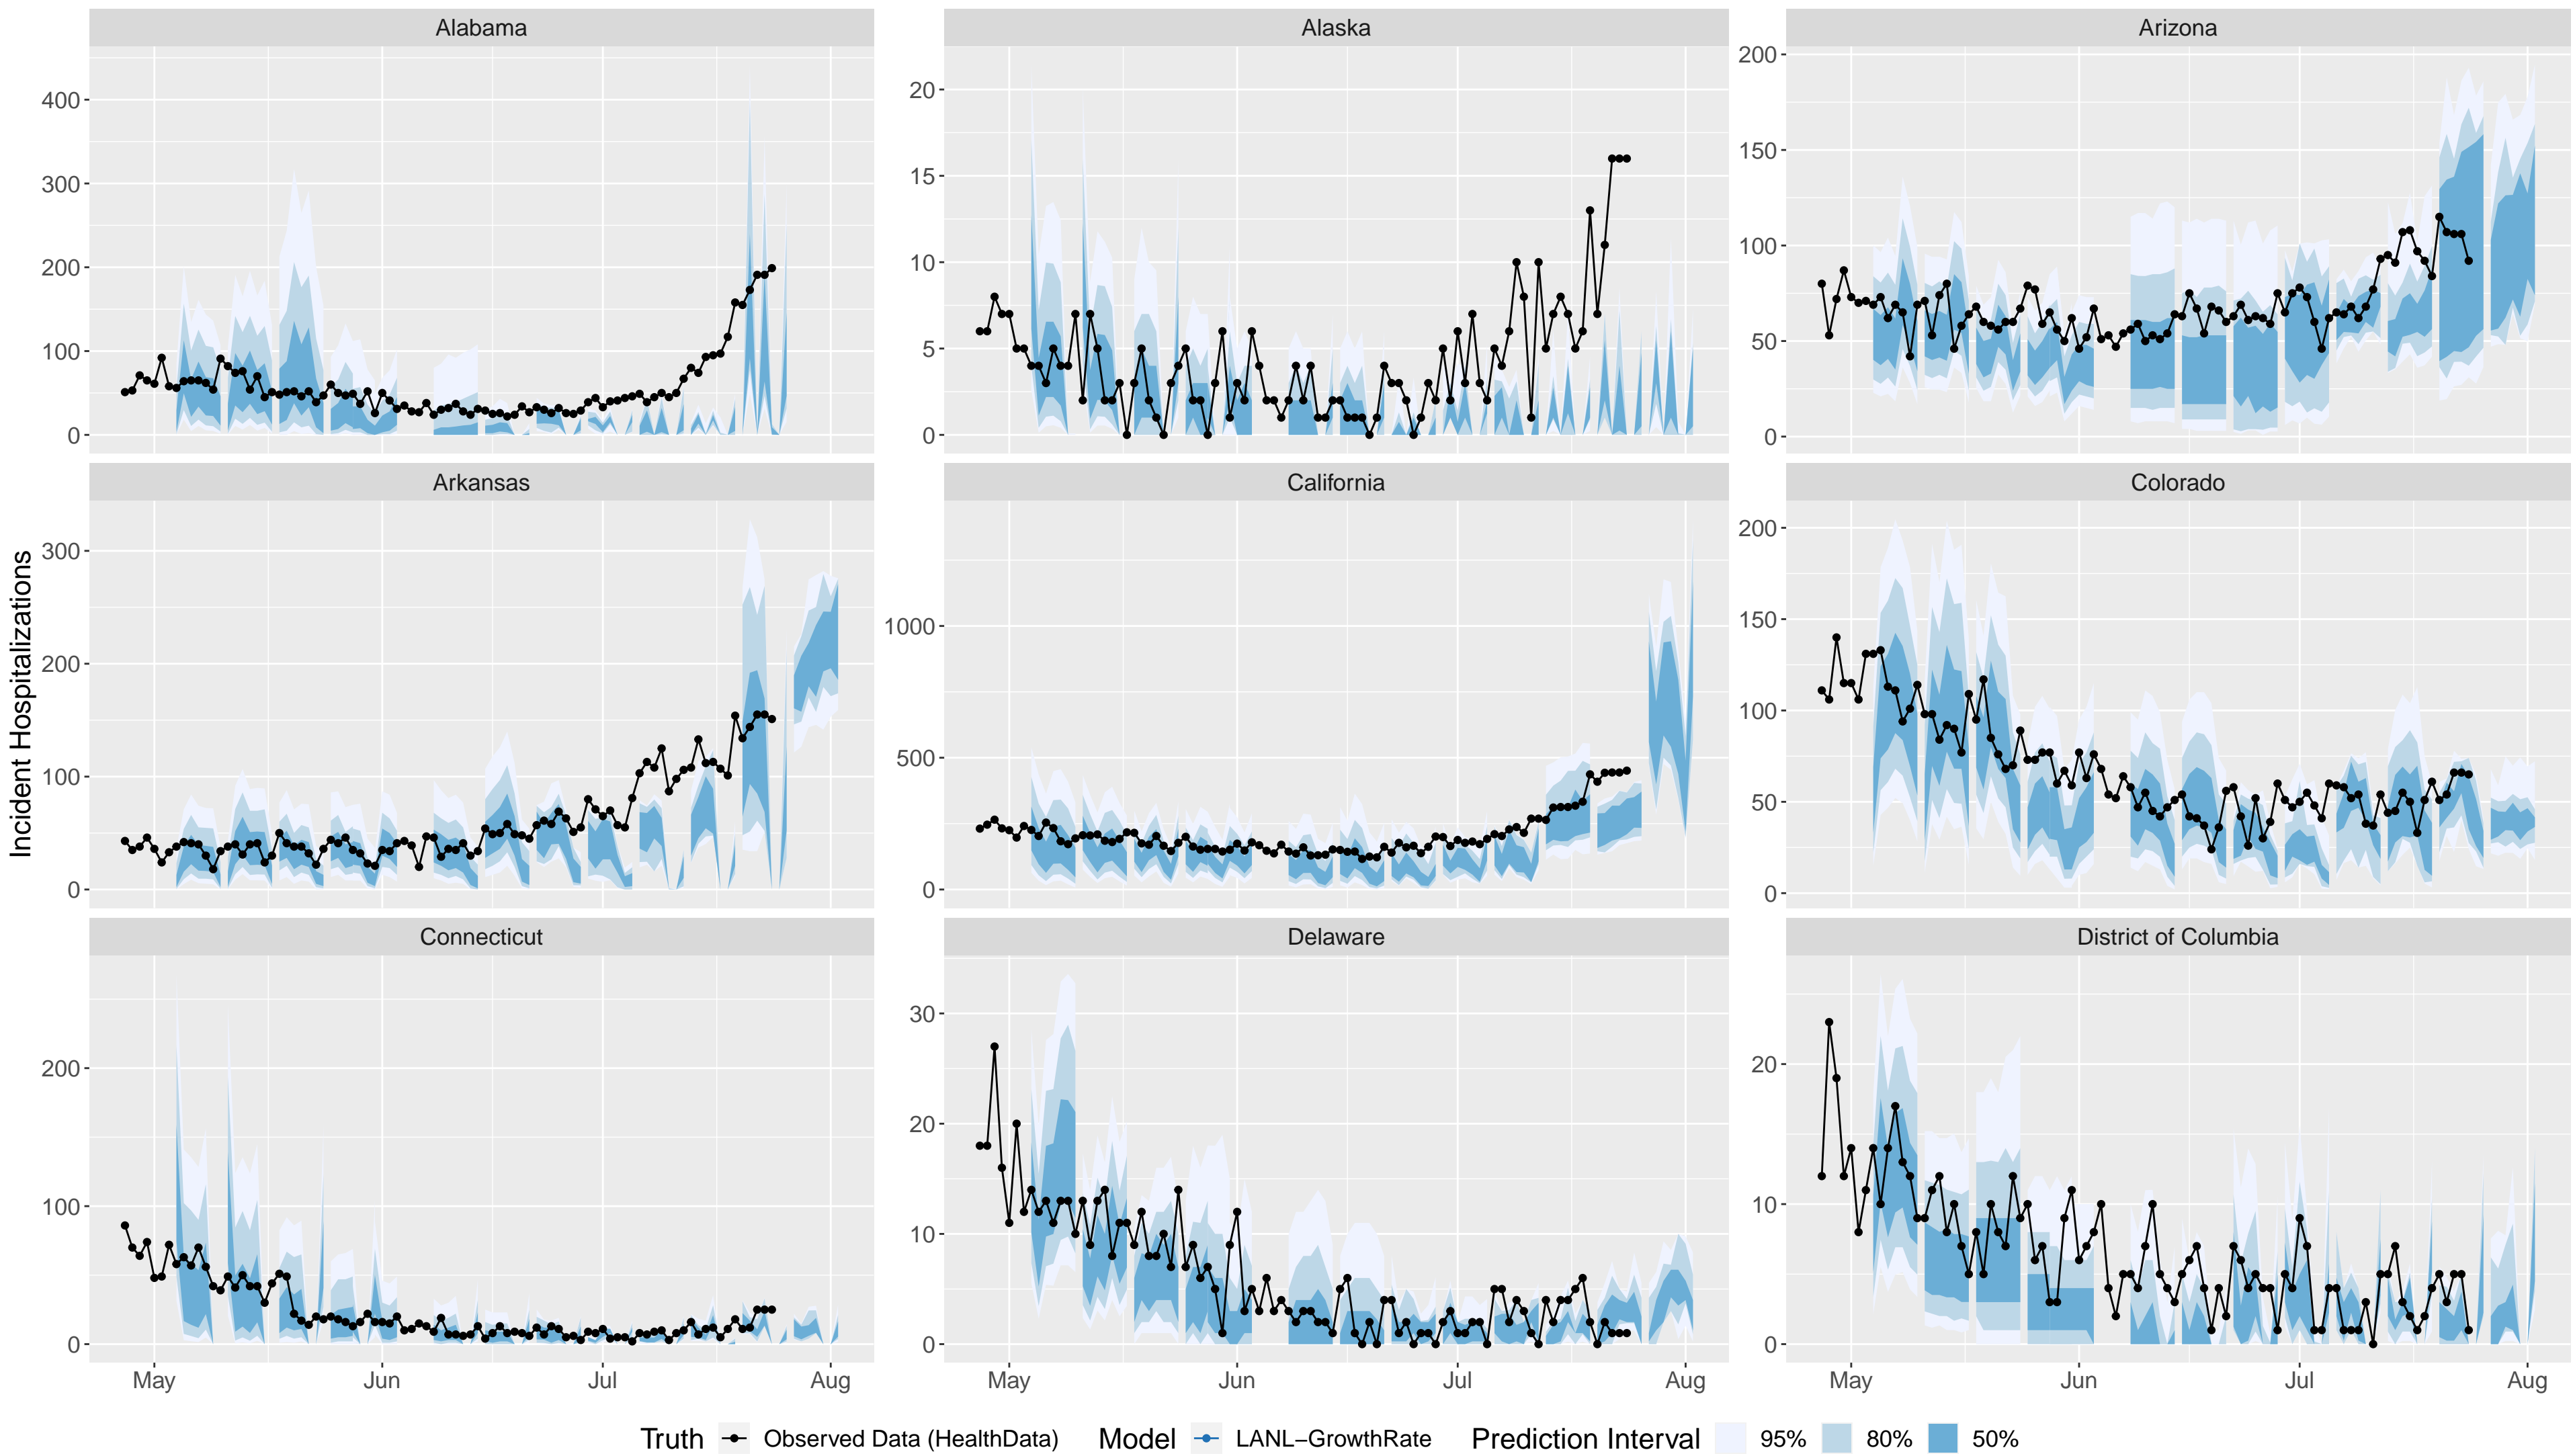 Alabama
Alaska
Arizona
400
300
200
100
0
20
15
10
5
0
200
150
100
50
0
Arkansas
California
Colorado
300
200
100
0
1000
500
0
200
150
100
50
0
Incident Hospitalizations
Connecticut
Delaware
District of Columbia
200
100
0
30
20
10
0
20
10
0
May Jun Jul Aug
May Jun Jul Aug
May Jun Jul Aug
Truth Observed Data (HealthData) Model LANL−GrowthRate Prediction Interval 95% 80% 50%